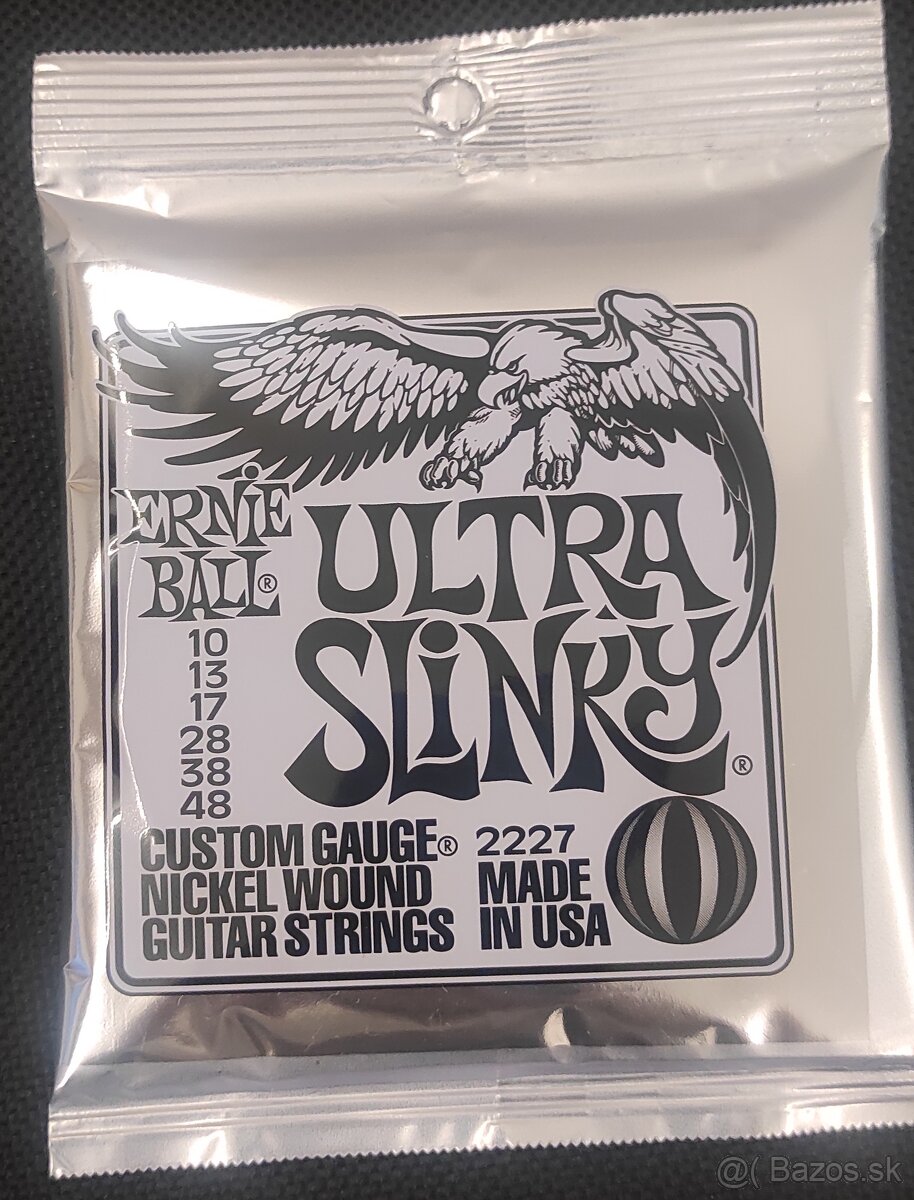 ERNIE
BALL®
ULTRA
SLINKY®
10
13
17
28
38
48
CUSTOM GAUGE®
NICKEL WOUND
GUITAR STRINGS
2227
MADE
IN USA
@( Bazos.sk